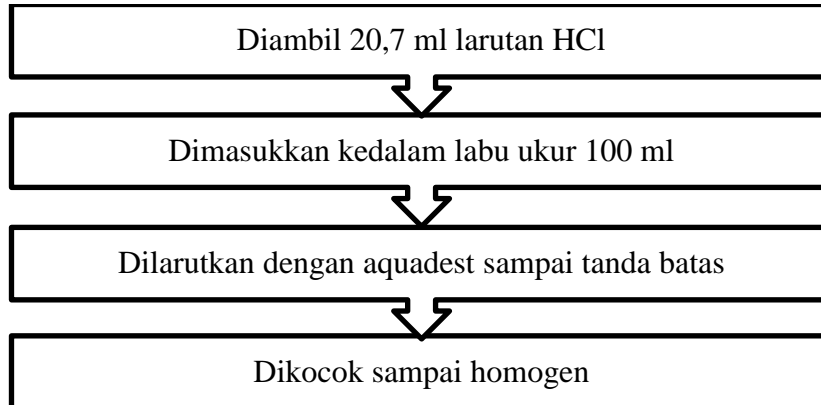 Diambil 20,7 ml larutan HCl
Dimasukkan kedalam labu ukur 100 ml
Dilarutkan dengan aquadest sampai tanda batas
Dikocok sampai homogen